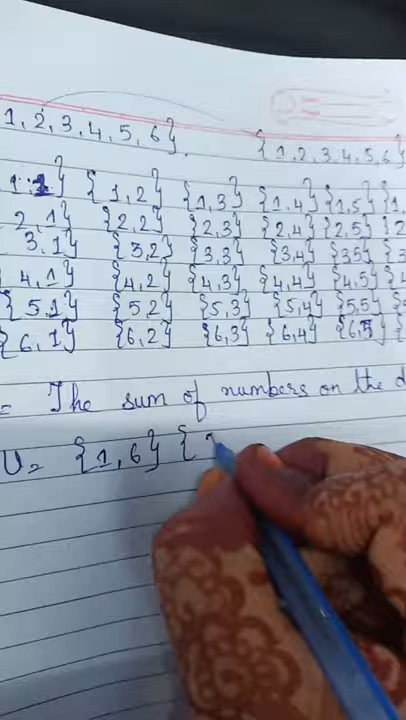 1, 2, 3, 4, 5, 6} {1, 2, 3, 4, 5, 6}
1} {1, 2} {1, 3} {1, 4} {1, 5} {1,
2, 1} {2, 2} {2, 3} {2, 4} {2, 5} {2
3, 1} {3, 2} {3, 3} {3, 4} {3 5} {3
4, 1} {4, 2} {4, 3} {4, 4} {4, 5} {4
{5, 1} {5 2} {5, 3} {5, 4} {5, 5} {
{6, 1} {6, 2} {6, 3} {6, 4} {6, 5} {
= The sum of numbers on the d
U = {1, 6} {